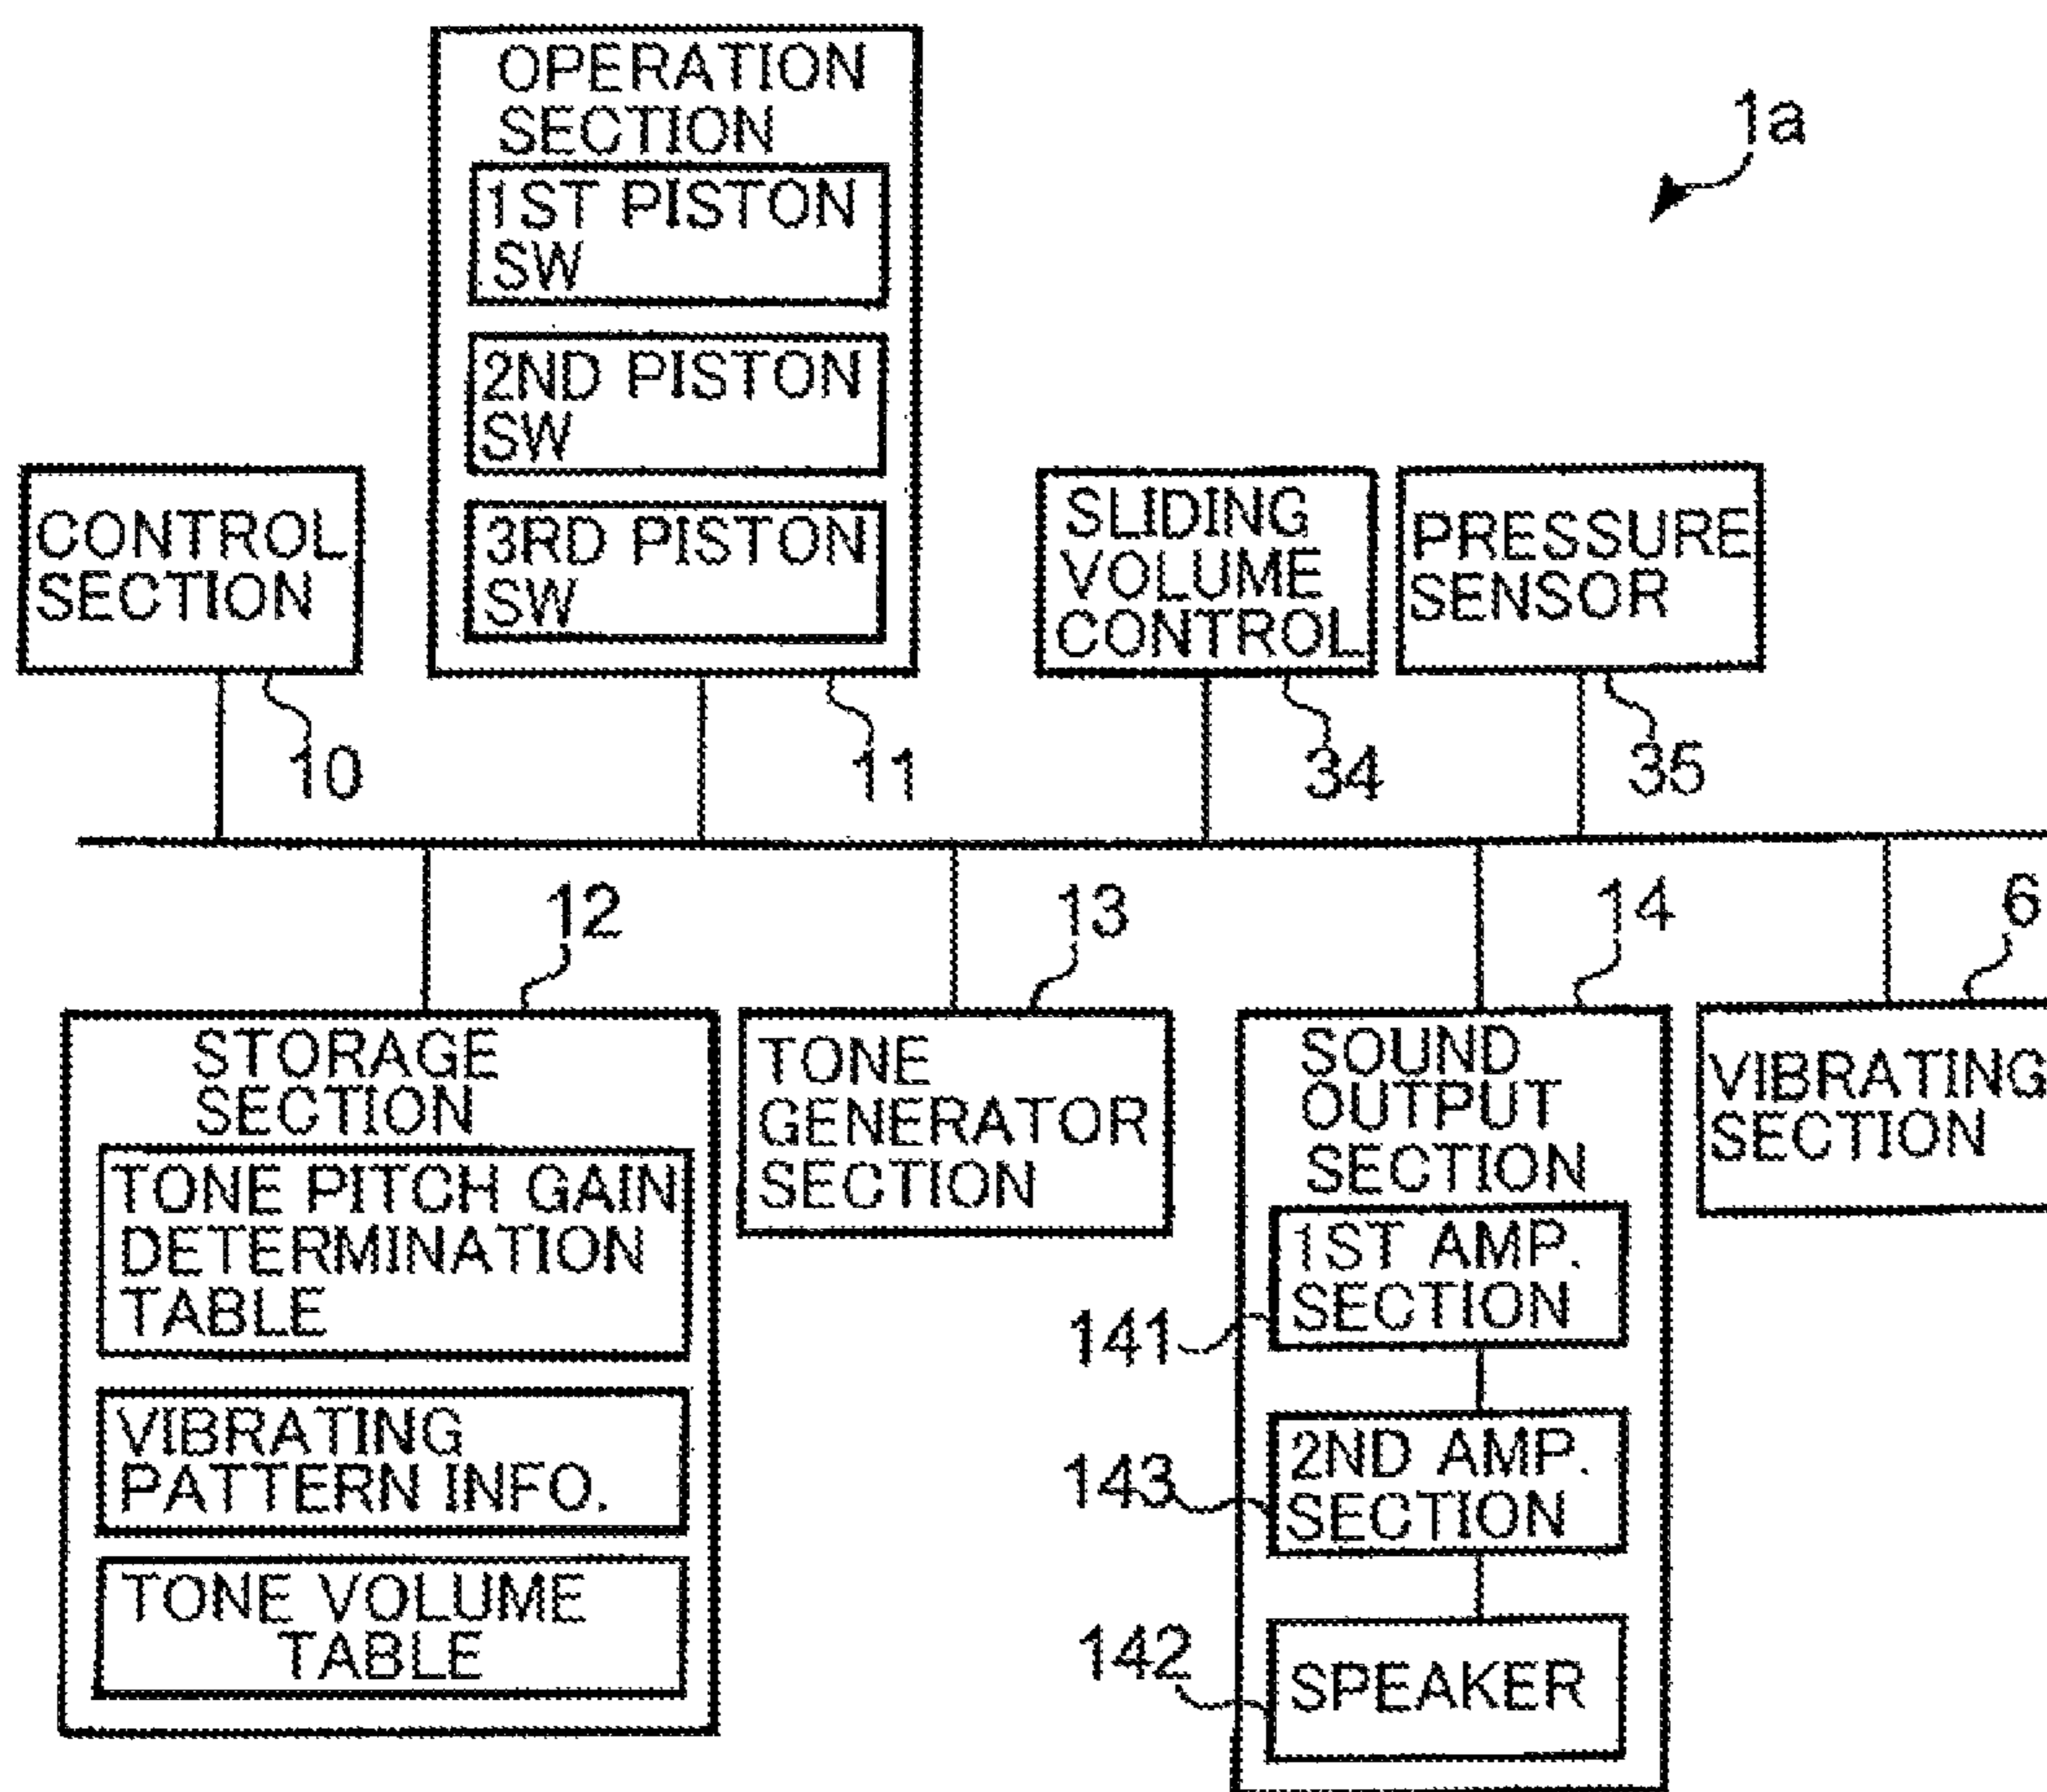 OPERATION
SECTION
1ST PISTON
SW
2ND PISTON
SW
3RD PISTON
SW
1a
CONTROL
SECTION
SLIDING
VOLUME
CONTROL
PRESSURE
SENSOR
10
11
34
35
12
13
14
6
STORAGE
SECTION
TONE PITCH GAIN
DETERMINATION
TABLE
VIBRATING
PATTERN INFO.
TONE VOLUME
TABLE
TONE
GENERATOR
SECTION
SOUND
OUTPUT
SECTION
1ST AMP.
SECTION
141
2ND AMP.
SECTION
143
SPEAKER
142
VIBRATING
SECTION